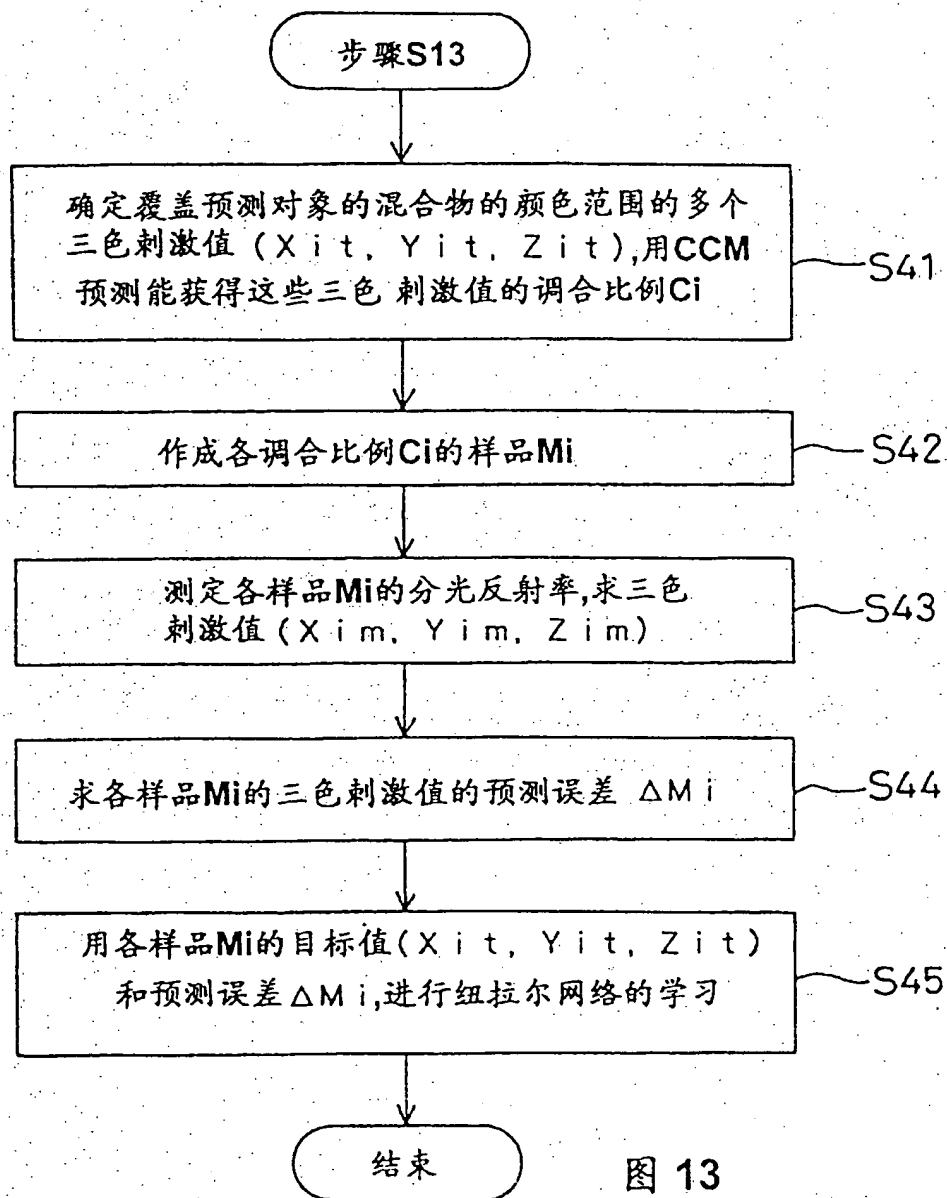 步骤S13
确定覆盖预测对象的混合物的颜色范围的多个
三色刺激值 (Xit, Yit, Zit),用CCM
预测能获得这些三色 刺激值的调合比例Ci
S41
作成各调合比例Ci的样品Mi
S42
测定各样品Mi的分光反射率,求三色
刺激值 (Xim, Yim, Zim)
S43
求各样品Mi的三色刺激值的预测误差 ΔMi
S44
用各样品Mi的目标值(Xit, Yit, Zit)
和预测误差ΔMi,进行纽拉尔网络的学习
S45
结束
图 13